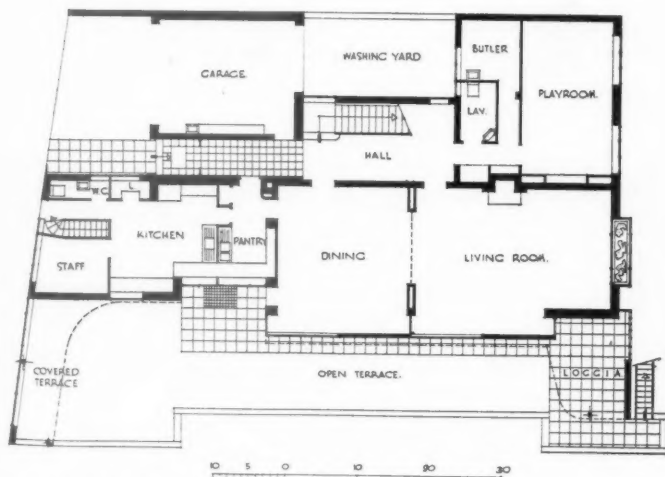 GARAGE.
WASHING YARD
BUTLER
LAV.
PLAYROOM.
HALL
W.C.
L.
KITCHEN
PANTRY
DINING
LIVING ROOM.
STAFF
COVERED
TERRACE
OPEN TERRACE.
LOGGIA
10 5 0 10 20 30